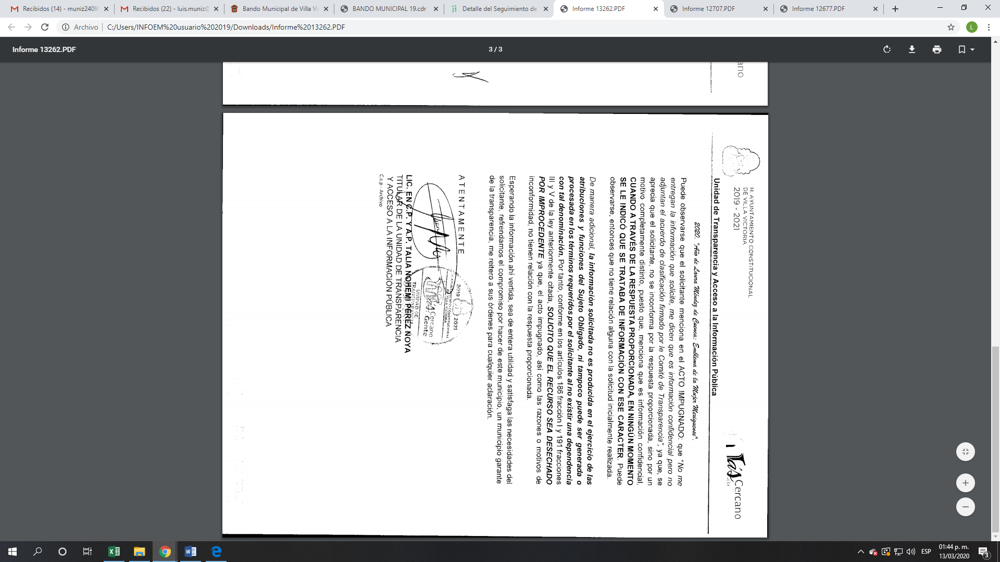 Recibidos (14) - muniz2409
Recibidos (22) - luis.muniz@
Bando Municipal de Villa Vi
BANDO MUNICIPAL 19.cdr
Detalle del Seguimiento de
Informe 13262.PDF
Informe 12707.PDF
Informe 12677.PDF
Archivo
C:/Users/INFOEM%20usuario%202019/Downloads/Informe%2013262.PDF
L
Informe 13262.PDF
3 / 3
ano
H. AYUNTAMIENTO CONSTITUCIONAL
DE VILLA VICTORIA
2019 - 2021
Más Cercano
Unidad de Transparencia y Acceso a la Información Pública
2020. "Año de Laura Méndez de Cuenca; Emblema de la Mujer Mexiquense".
Puede observarse que el solicitante menciona en el ACTO IMPUGNADO: que "No me
entregan la información que solicite, me dicen que es información confidencial pero no
adjuntan el acuerdo de clasificación firmado por le Comité de Transparencia", ya que, se
aprecia que el solicitante, no se inconforma por la respuesta proporcionada, sino por un
motivo completamente distinto, puesto que, menciona que es información confidencial,
CUANDO A TRAVÉS DE LA RESPUESTA PROPORCIONADA, EN NINGÚN MOMENTO
SE LE INDICÓ QUE SE TRATABA DE INFORMACIÓN CON ESE CARACTER. Puede
observarse, entonces que no tiene relación alguna con la solicitud inicialmente realizada.
De manera adicional, la información solicitada no es producida en el ejercicio de las
atribuciones y funciones del Sujeto Obligado, ni tampoco puede ser generada o
procesada en los términos requeridos por el solicitante al no existir una dependencia
con tal denominación. Por tanto, conforme en los artículos 186 fracción I y 191 fracciones
III y V de la ley anteriormente citada, SOLICITO QUE EL RECURSO SEA DESECHADO
POR IMPROCEDENTE ya que, el acto impugnado, así como las razones o motivos de
inconformidad, no tienen relación con la respuesta proporcionada.
Esperando la información ahí vertida, sea de entera utilidad y satisfaga las necesidades del
solicitante, refrendamos el compromiso por hacer de este municipio, un municipio garante
de la transparencia, me reitero a sus órdenes para cualquier aclaración.
ATENTAMENTE
2019 2021
AYUNTAMIENTO CONSTITUCIONAL
DE VILLA VICTORIA
Más Cercano
Gente
UNIDAD DE
TRANSPARENCIA
LIC. EN C.P. Y A.P. TALIA NOHEMI PÉREZ NOYA
TITULAR DE LA UNIDAD DE TRANSPARENCIA
Y ACCESO A LA INFORMACIÓN PÚBLICA
C.c.p - Archivo
ESP
01:44 p. m.
13/03/2020
3